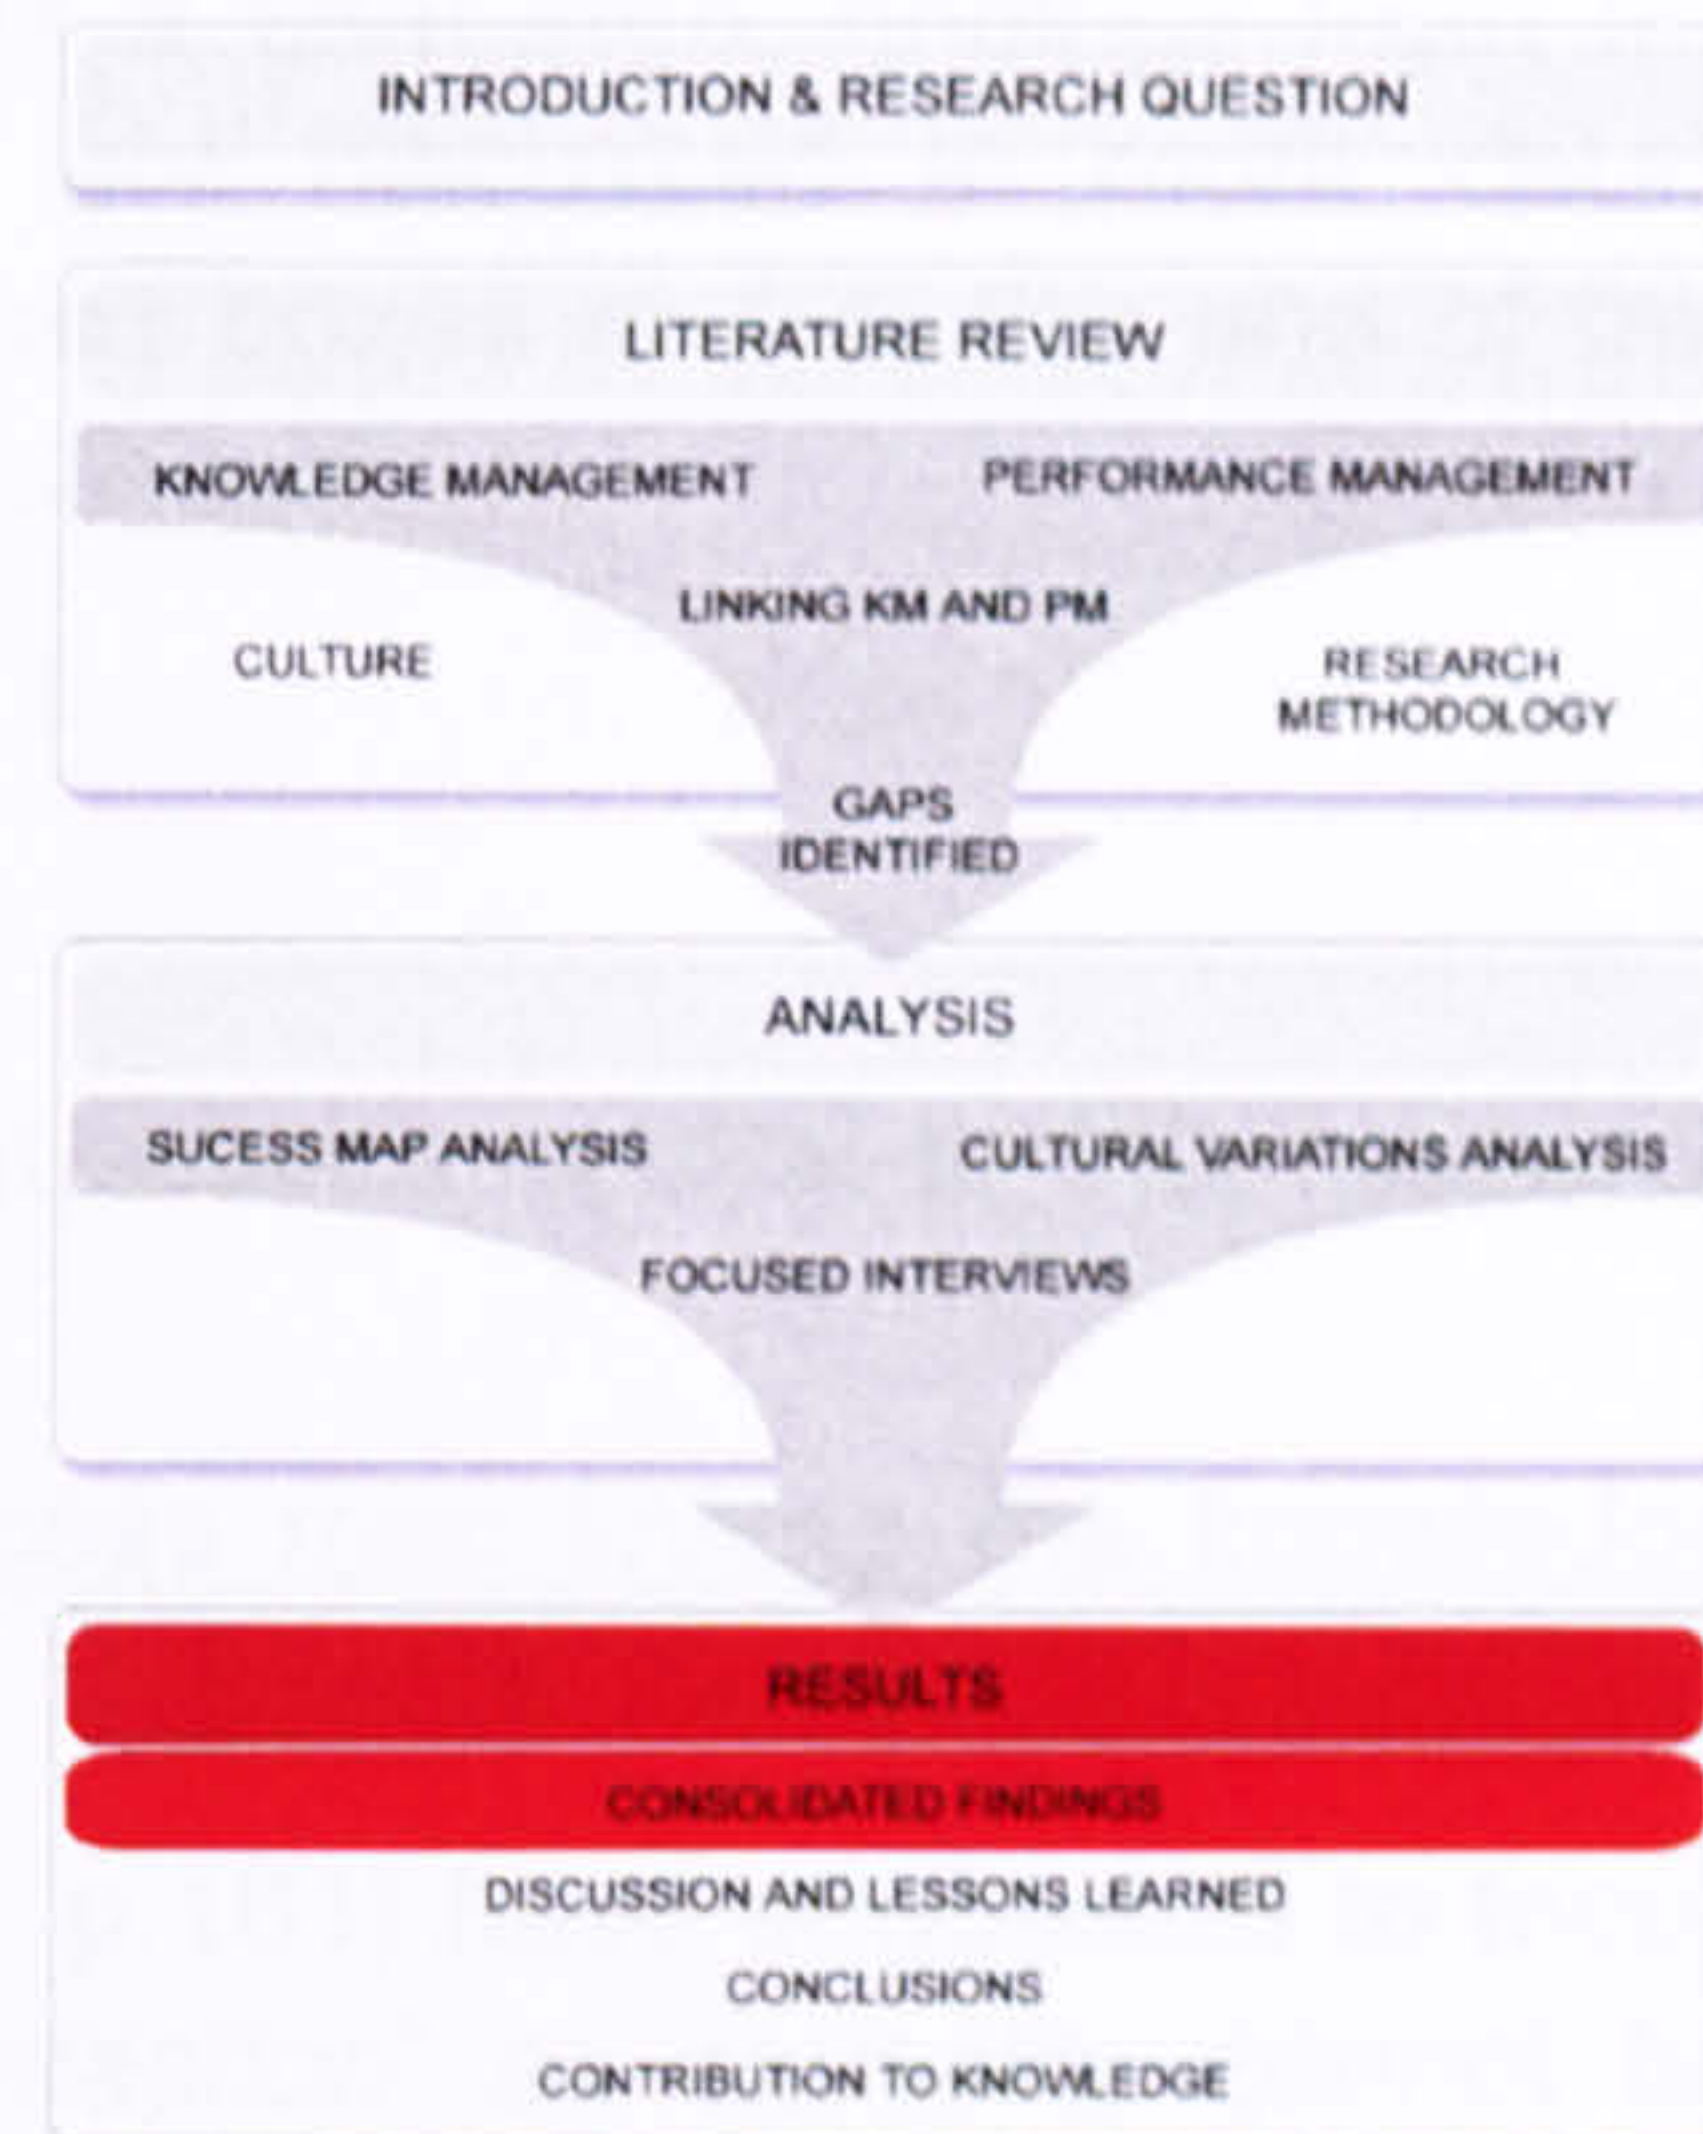 INTRODUCTION & RESEARCH QUESTION
LITERATURE REVIEW
KNOWLEDGE MANAGEMENT
PERFORMANCE MANAGEMENT
LINKING KM AND PM
CULTURE
RESEARCH
METHODOLOGY
GAPS
IDENTIFIED
ANALYSIS
SUCESS MAP ANALYSIS
CULTURAL VARIATIONS ANALYSIS
FOCUSED INTERVIEWS
RESULTS
CONSOLIDATED FINDINGS
DISCUSSION AND LESSONS LEARNED
CONCLUSIONS
CONTRIBUTION TO KNOWLEDGE